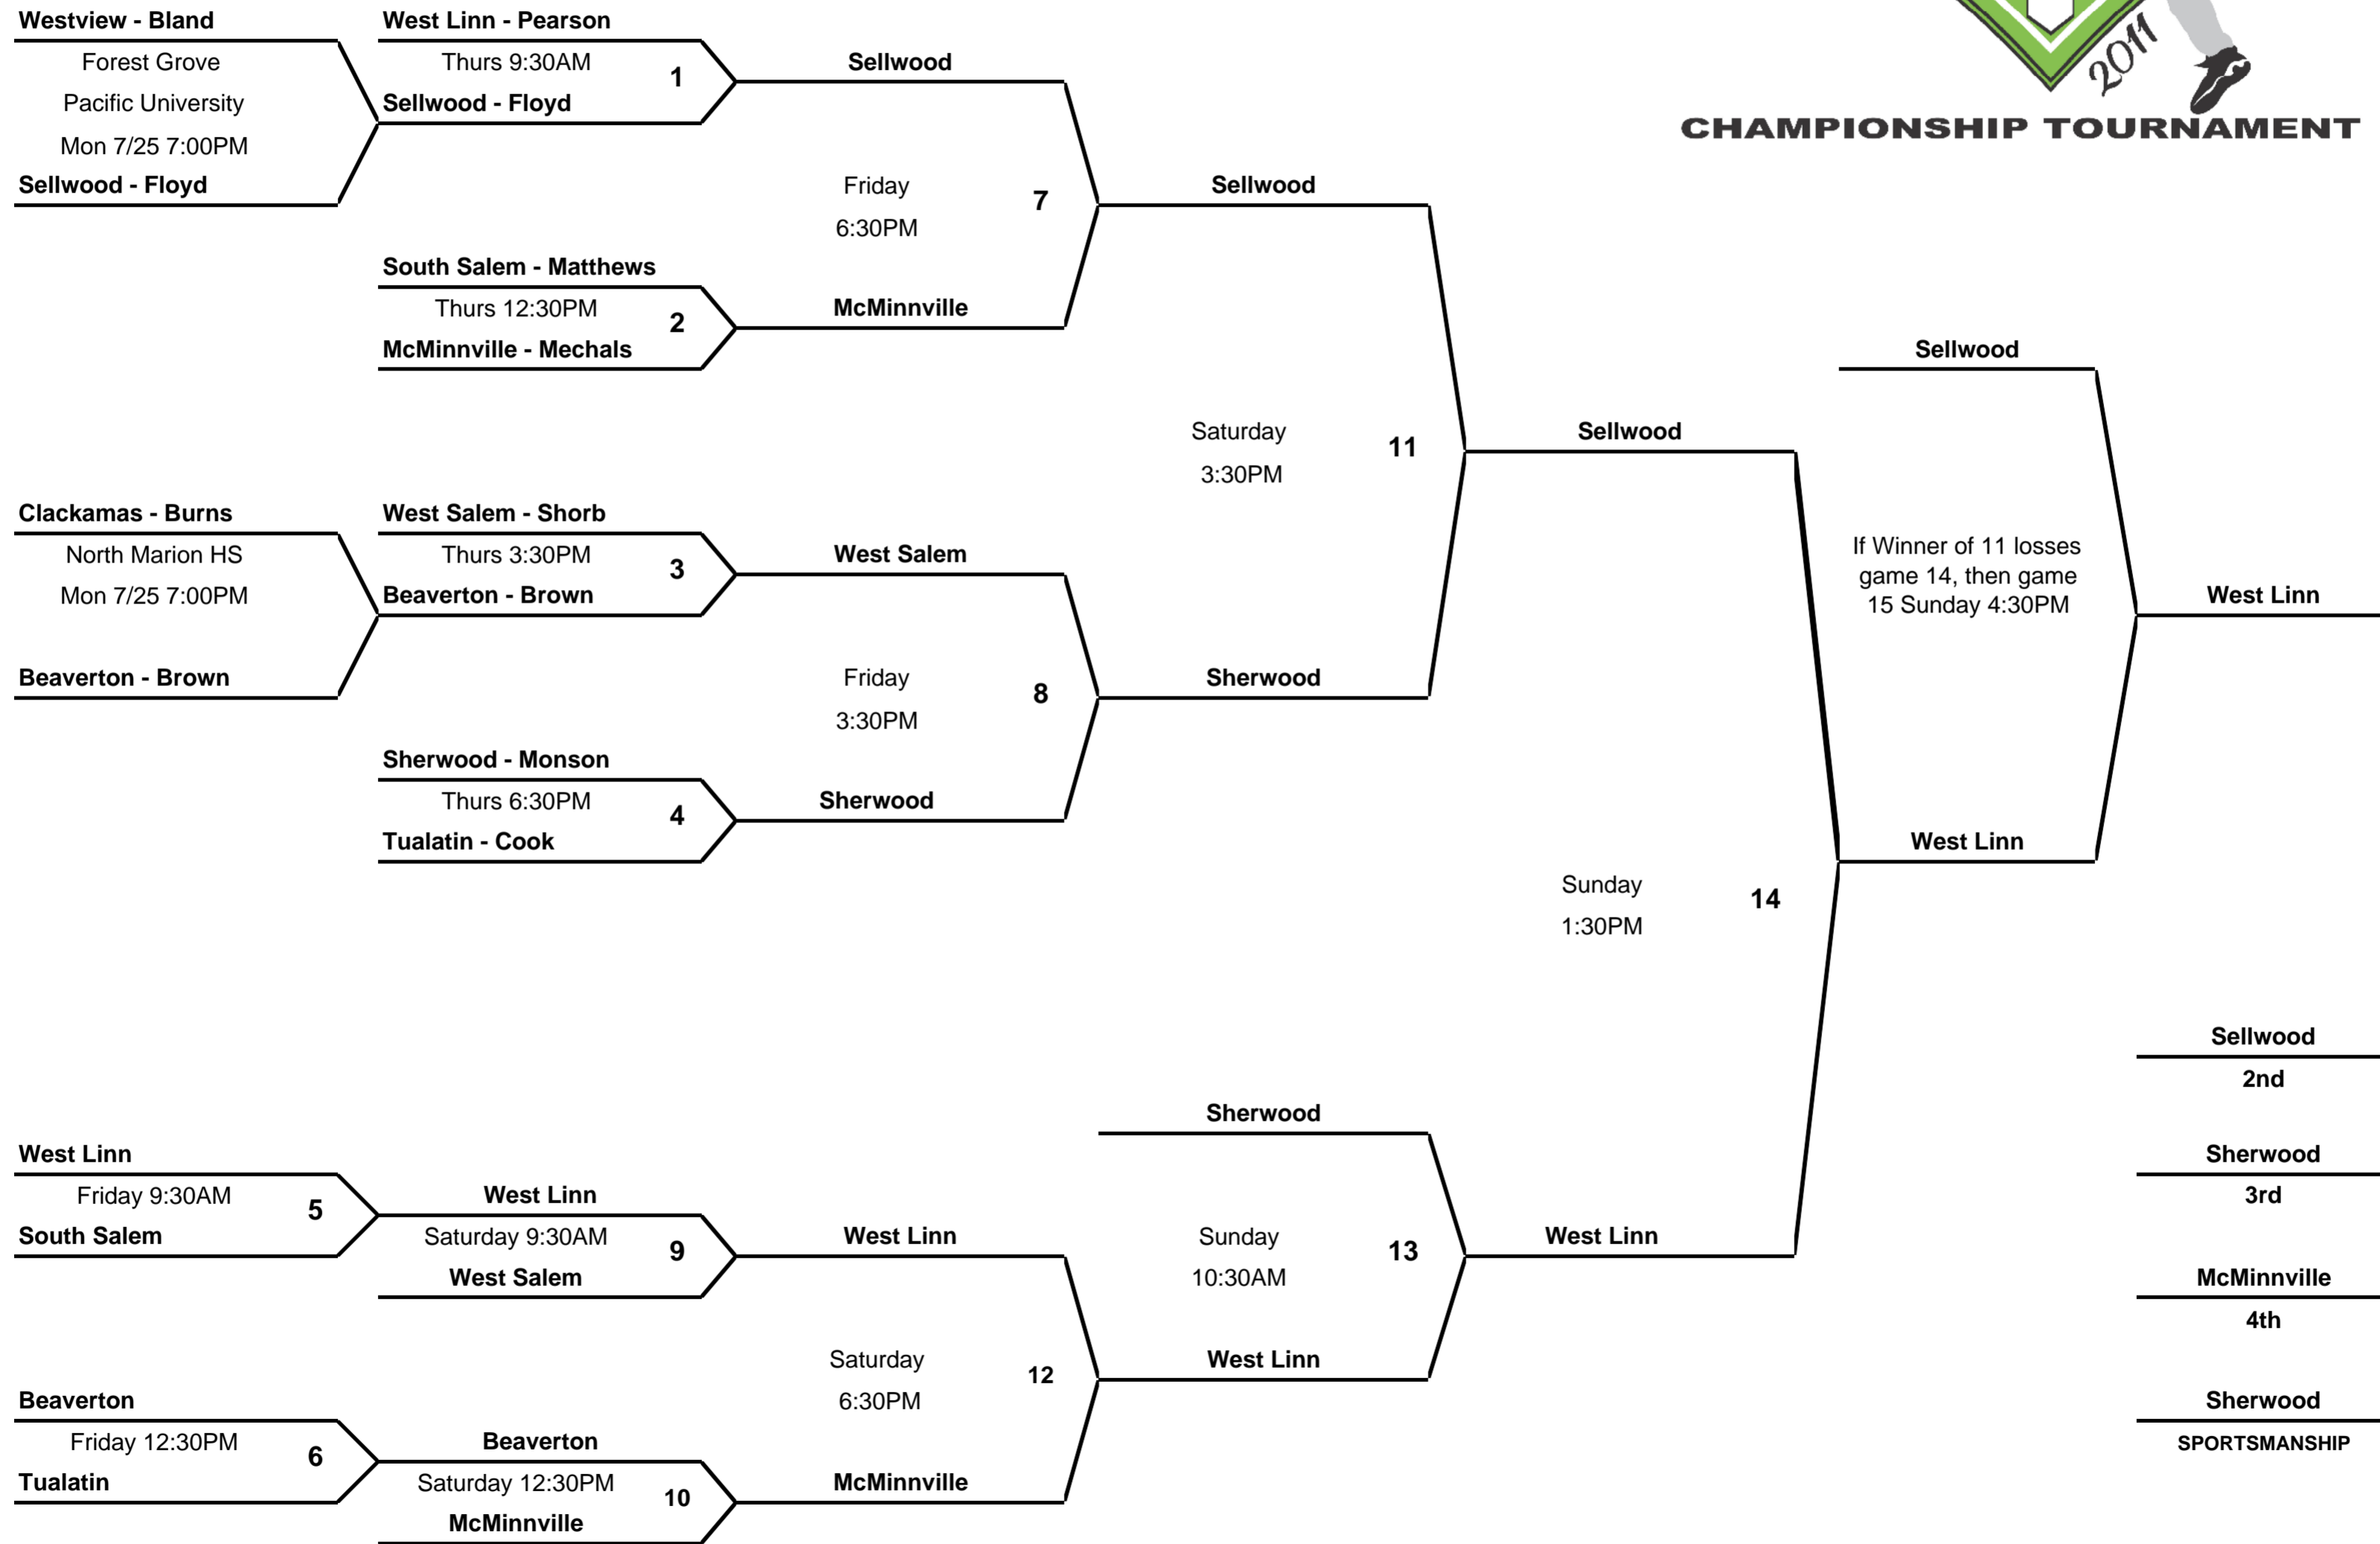 2011
CHAMPIONSHIP TOURNAMENT
Westview - Bland
Forest Grove
Pacific University
Mon 7/25 7:00PM
Sellwood - Floyd
West Linn - Pearson
Thurs 9:30AM
1
Sellwood - Floyd
Sellwood
Friday
6:30PM
7
South Salem - Matthews
Thurs 12:30PM
2
McMinnville - Mechals
McMinnville
Sellwood
Saturday
3:30PM
11
Clackamas - Burns
North Marion HS
Mon 7/25 7:00PM
Beaverton - Brown
West Salem - Shorb
Thurs 3:30PM
3
Beaverton - Brown
West Salem
Friday
3:30PM
8
Sherwood - Monson
Thurs 6:30PM
4
Tualatin - Cook
Sherwood
Sherwood
Sellwood
Sunday
1:30PM
14
Sellwood
If Winner of 11 losses
game 14, then game
15 Sunday 4:30PM
West Linn
West Linn
West Linn
Friday 9:30AM
5
South Salem
West Linn
Saturday 9:30AM
9
West Salem
West Linn
Saturday
6:30PM
12
Beaverton
Friday 12:30PM
6
Tualatin
Beaverton
Saturday 12:30PM
10
McMinnville
McMinnville
Sherwood
Sunday
10:30AM
13
West Linn
West Linn
Sellwood
2nd
Sherwood
3rd
McMinnville
4th
Sherwood
SPORTSMANSHIP